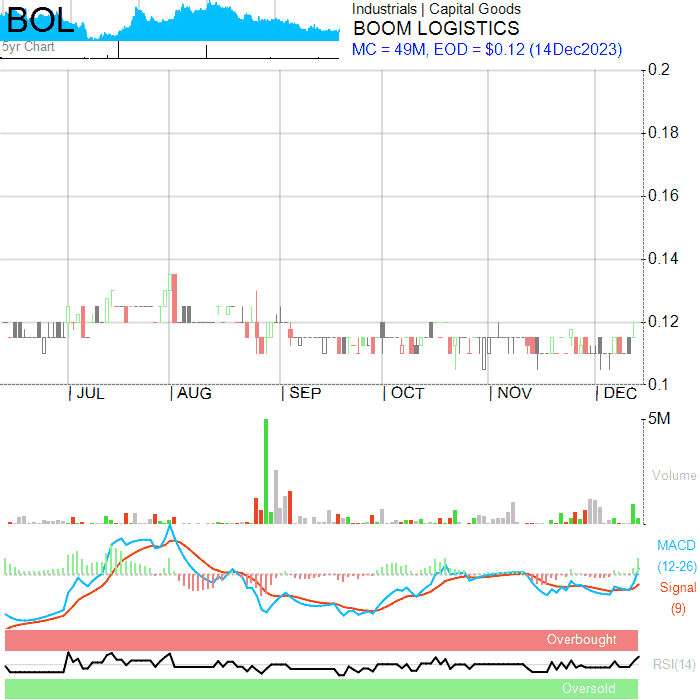 BOL
5yr Chart
Industrials | Capital Goods
BOOM LOGISTICS
MC = 49M, EOD = $0.12 (14Dec2023)
0.2
0.18
0.16
0.14
0.12
0.1
JUL
AUG
SEP
OCT
NOV
DEC
5M
Volume
MACD
(12-26)
Signal
(9)
Overbought
RSI(14)
Oversold